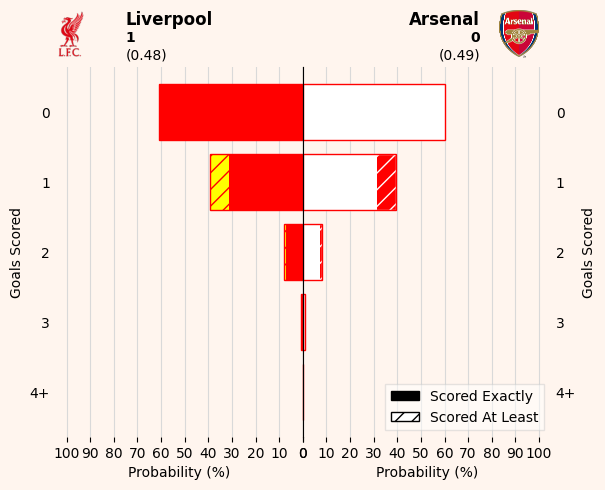 Liverpool
1
(0.48)
Arsenal
0
(0.49)
L.F.C.
Arsenal
0
1
2
3
4+
Goals Scored
0
1
2
3
4+
Goals Scored
Scored Exactly
Scored At Least
100 90 80 70 60 50 40 30 20 10 0
0 10 20 30 40 50 60 70 80 90 100
Probability (%)
Probability (%)